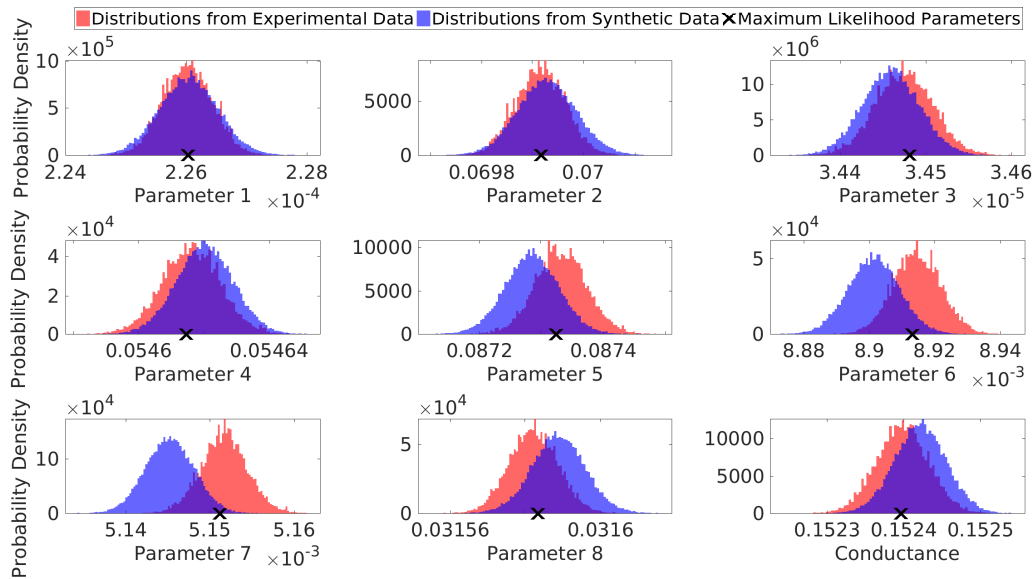 Distributions from Experimental Data Distributions from Synthetic Data Maximum Likelihood Parameters
Probability Density
×10^5
10
5
0
2.24 2.26 2.28
Parameter 1 ×10^-4
5000
0
0.0698 0.07
Parameter 2
×10^6
10
5
0
3.44 3.45 3.46
Parameter 3 ×10^-5
Probability Density
×10^4
4
2
0
0.0546 0.05464
Parameter 4
10000
5000
0
0.0872 0.0874
Parameter 5
×10^4
5
0
8.88 8.9 8.92 8.94
Parameter 6 ×10^-3
Probability Density
×10^4
10
0
5.14 5.15 5.16
Parameter 7 ×10^-3
×10^4
5
0
0.03156 0.0316
Parameter 8
10000
5000
0
0.1523 0.1524 0.1525
Conductance